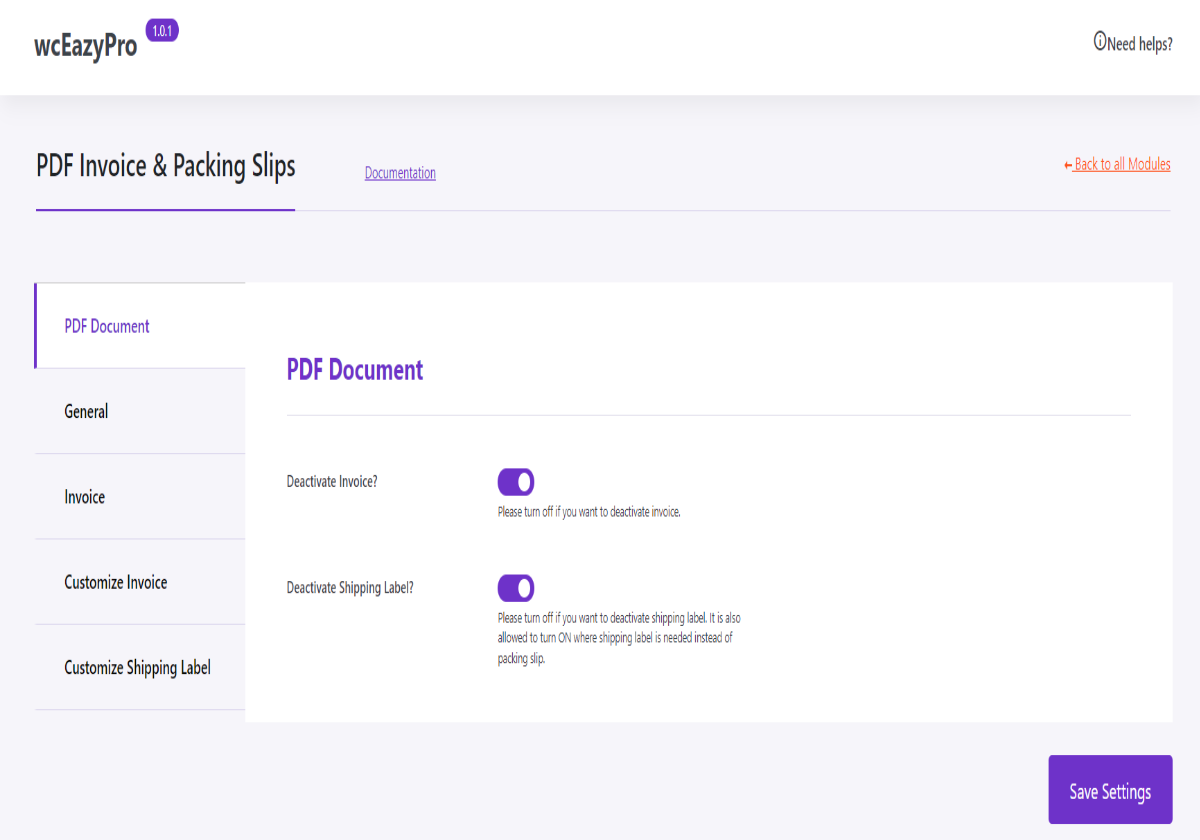 wcEazyPro 1.0.1
Need helps?
PDF Invoice & Packing Slips
Documentation
Back to all Modules
PDF Document
General
Invoice
Customize Invoice
Customize Shipping Label
PDF Document
Deactivate Invoice?
Please turn off if you want to deactivate invoice.
Deactivate Shipping Label?
Please turn off if you want to deactivate shipping label. It is also
allowed to turn ON where shipping label is needed instead of
packing slip.
Save Settings